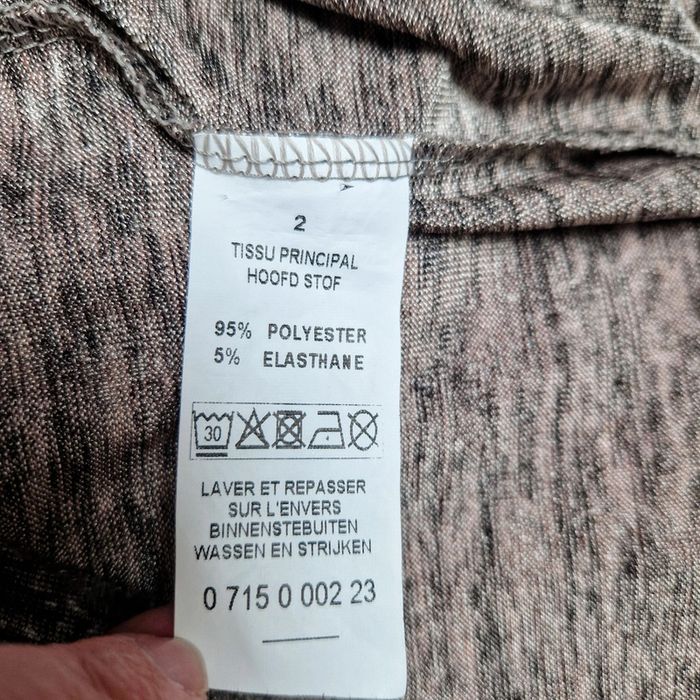 2
TISSU PRINCIPAL
HOOFD STOF
95% POLYESTER
5% ELASTHANE
30
LAVER ET REPASSER
SUR L'ENVERS
BINNENSTEBUITEN
WASSEN EN STRIJKEN
0 715 0 002 23